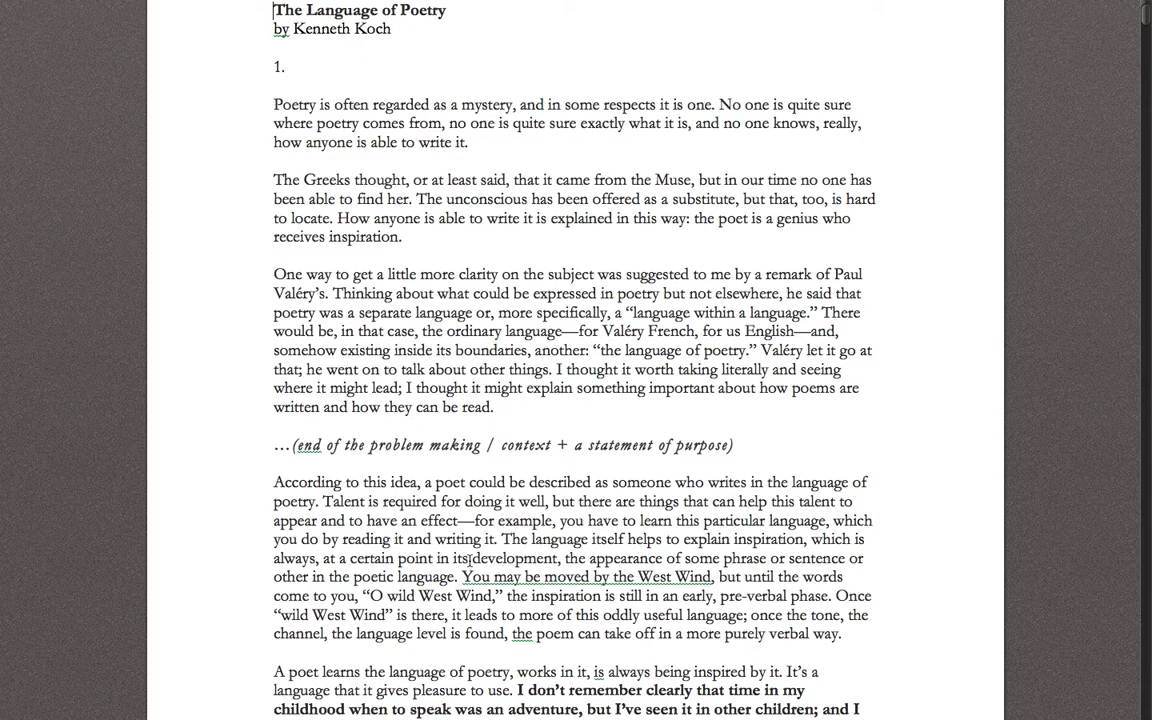 The Language of Poetry
by Kenneth Koch
1.
Poetry is often regarded as a mystery, and in some respects it is one. No one is quite sure
where poetry comes from, no one is quite sure exactly what it is, and no one knows, really,
how anyone is able to write it.
The Greeks thought, or at least said, that it came from the Muse, but in our time no one has
been able to find her. The unconscious has been offered as a substitute, but that, too, is hard
to locate. How anyone is able to write it is explained in this way: the poet is a genius who
receives inspiration.
One way to get a little more clarity on the subject was suggested to me by a remark of Paul
Valéry’s. Thinking about what could be expressed in poetry but not elsewhere, he said that
poetry was a separate language or, more specifically, a “language within a language.” There
would be, in that case, the ordinary language—for Valéry French, for us English—and,
somehow existing inside its boundaries, another: “the language of poetry.” Valéry let it go at
that; he went on to talk about other things. I thought it worth taking literally and seeing
where it might lead; I thought it might explain something important about how poems are
written and how they can be read.
…(end of the problem making / context + a statement of purpose)
According to this idea, a poet could be described as someone who writes in the language of
poetry. Talent is required for doing it well, but there are things that can help this talent to
appear and to have an effect—for example, you have to learn this particular language, which
you do by reading it and writing it. The language itself helps to explain inspiration, which is
always, at a certain point in its development, the appearance of some phrase or sentence or
other in the poetic language. You may be moved by the West Wind, but until the words
come to you, “O wild West Wind,” the inspiration is still in an early, pre-verbal phase. Once
“wild West Wind” is there, it leads to more of this oddly useful language; once the tone, the
channel, the language level is found, the poem can take off in a more purely verbal way.
A poet learns the language of poetry, works in it, is always being inspired by it. It’s a
language that it gives pleasure to use. I don’t remember clearly that time in my
childhood when to speak was an adventure, but I’ve seen it in other children; and I